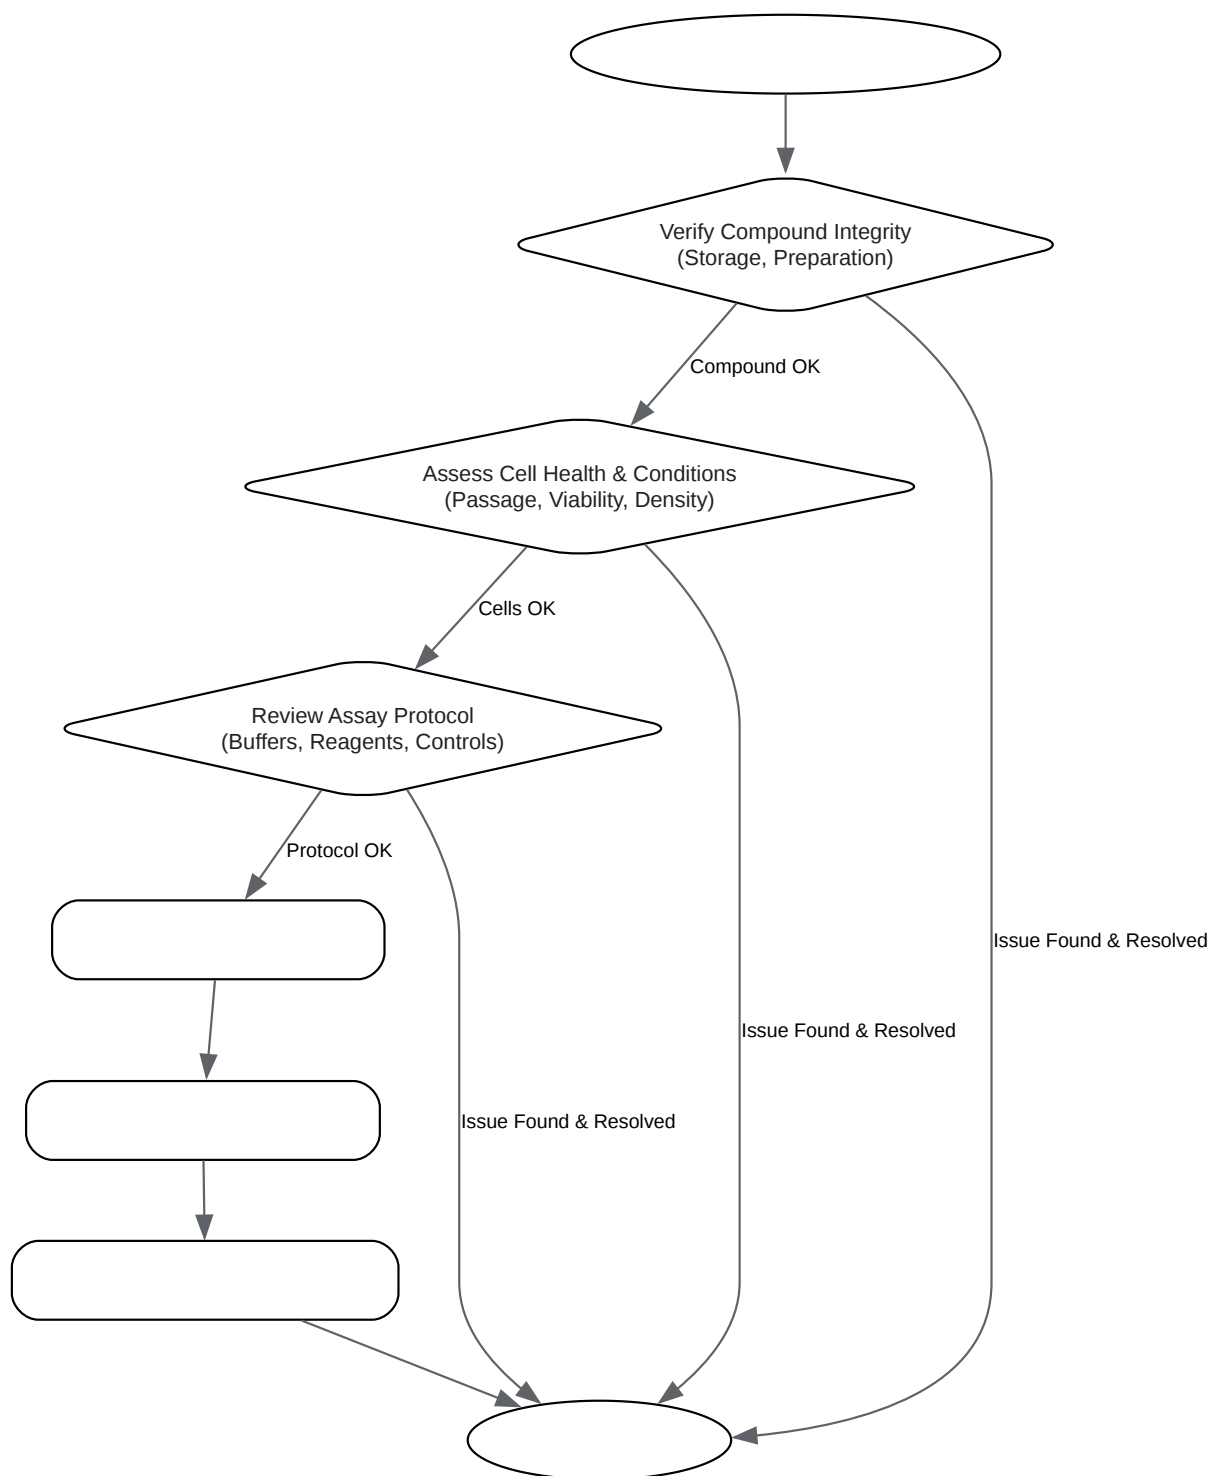 Verify Compound Integrity
(Storage, Preparation)
Compound OK
Assess Cell Health & Conditions
(Passage, Viability, Density)
Cells OK
Review Assay Protocol
(Buffers, Reagents, Controls)
Protocol OK
Issue Found & Resolved
Issue Found & Resolved
Issue Found & Resolved